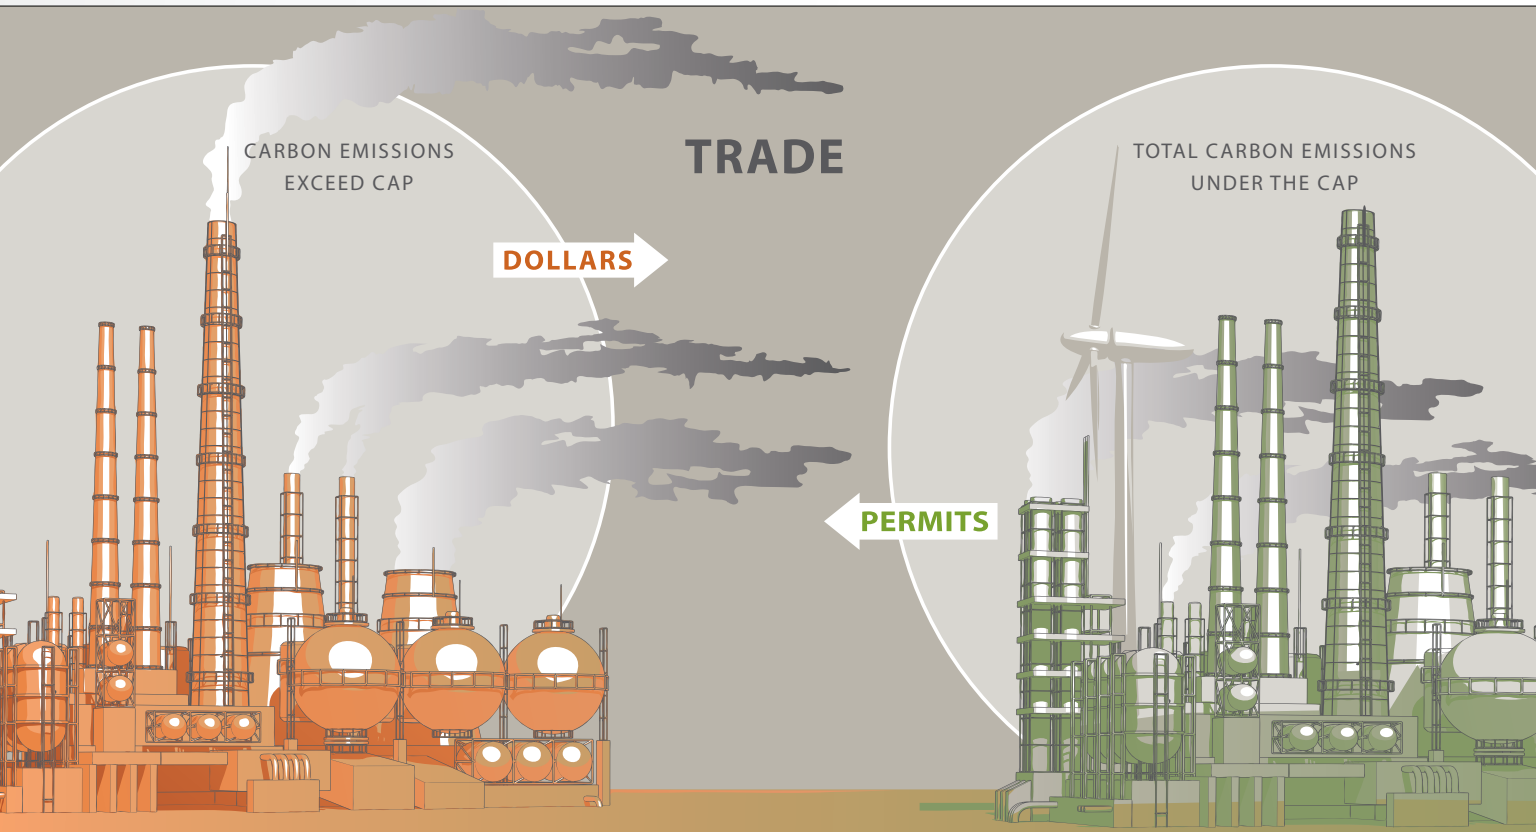 CARBON EMISSIONS
EXCEED CAP
TRADE
TOTAL CARBON EMISSIONS
UNDER THE CAP
DOLLARS
PERMITS